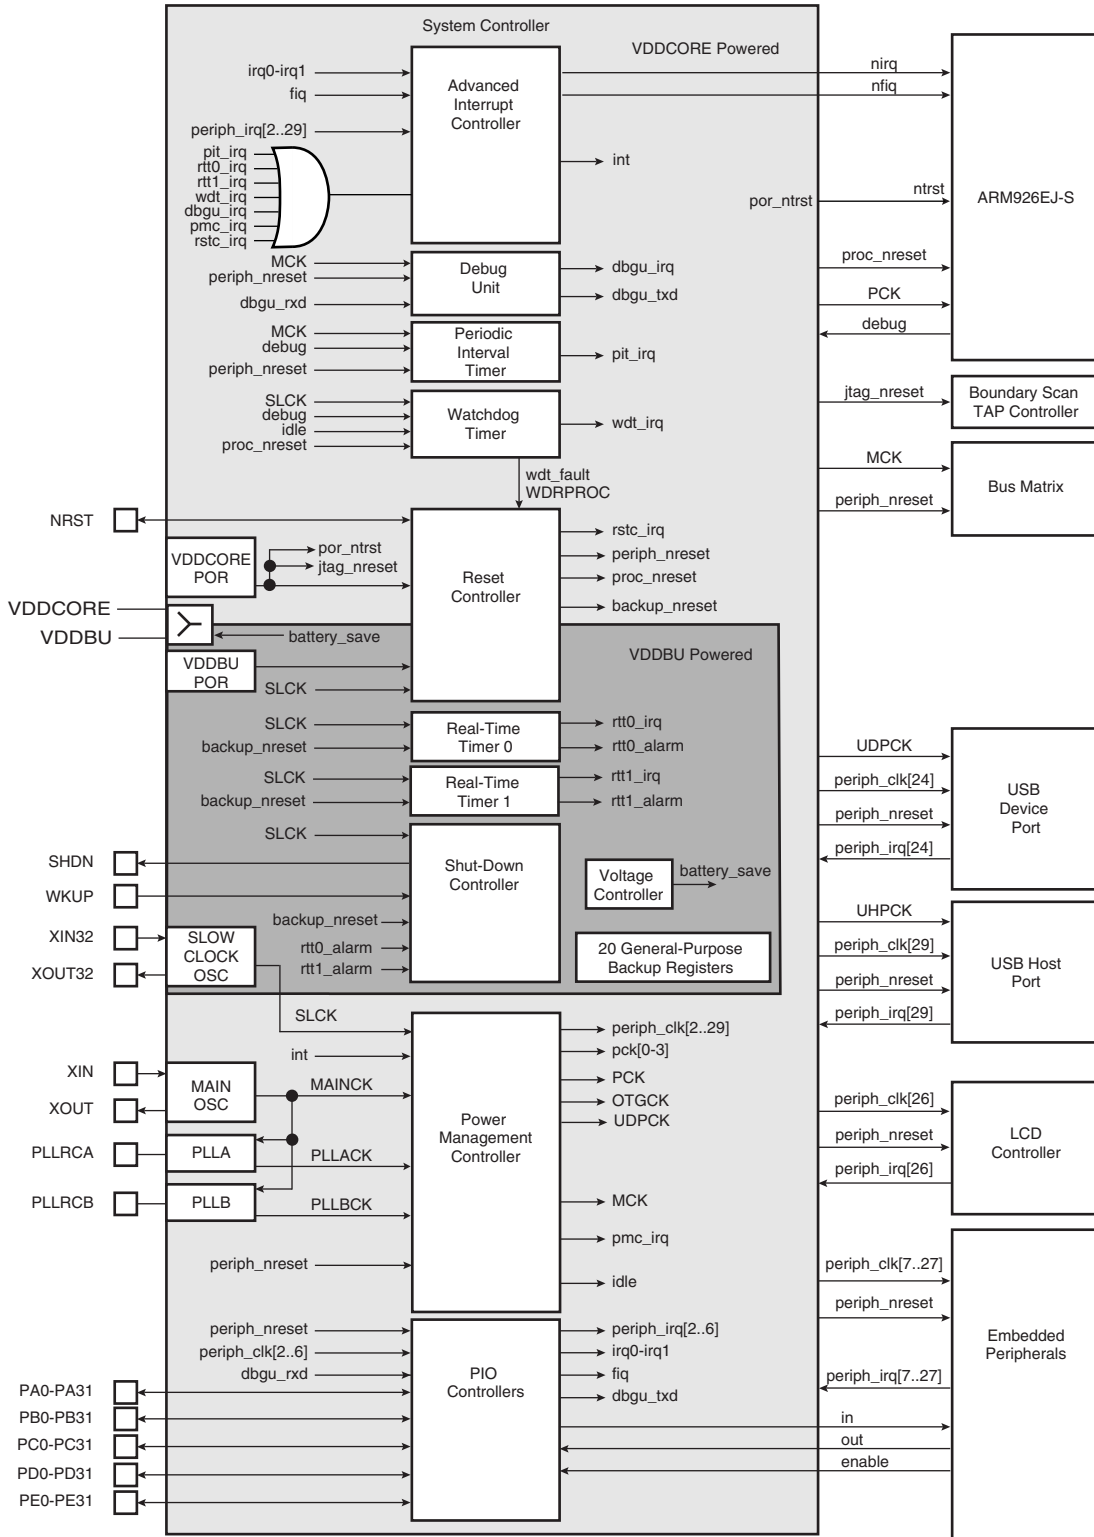 System Controller
VDDCORE Powered
irq0-irq1
fiq
periph_irq[2..29]
pit_irq
rtt0_irq
rtt1_irq
wdt_irq
dbgu_irq
pmc_irq
rstc_irq
Advanced
Interrupt
Controller
int
nirq
nfiq
por_ntrst
ntrst
ARM926EJ-S
proc_nreset
PCK
debug
MCK
periph_nreset
dbgu_rxd
Debug
Unit
dbgu_irq
dbgu_txd
MCK
debug
periph_nreset
Periodic
Interval
Timer
pit_irq
SLCK
debug
idle
proc_nreset
Watchdog
Timer
wdt_irq
jtag_nreset
Boundary Scan
TAP Controller
MCK
periph_nreset
Bus Matrix
wdt_fault
WDRPROC
NRST
VDDCORE
POR
por_ntrst
jtag_nreset
Reset
Controller
rstc_irq
periph_nreset
proc_nreset
backup_nreset
VDDCORE
VDDBU
battery_save
VDDBU
POR
SLCK
VDDBU Powered
SLCK
backup_nreset
Real-Time
Timer 0
rtt0_irq
rtt0_alarm
SLCK
backup_nreset
Real-Time
Timer 1
rtt1_irq
rtt1_alarm
UDPCK
periph_clk[24]
periph_nreset
periph_irq[24]
USB
Device
Port
SLCK
SHDN
WKUP
backup_nreset
rtt0_alarm
rtt1_alarm
Shut-Down
Controller
Voltage
Controller
battery_save
20 General-Purpose
Backup Registers
XIN32
XOUT32
SLOW
CLOCK
OSC
UHPCK
periph_clk[29]
periph_nreset
periph_irq[29]
USB Host
Port
SLCK
int
XIN
XOUT
MAIN
OSC
MAINCK
PLLRCA
PLLA
PLLACK
PLLRCB
PLLB
PLLBCK
periph_nreset
Power
Management
Controller
periph_clk[2..29]
pck[0-3]
PCK
OTGCK
UDPCK
MCK
pmc_irq
idle
periph_clk[26]
periph_nreset
periph_irq[26]
LCD
Controller
periph_clk[7..27]
periph_nreset
periph_irq[7..27]
in
out
enable
Embedded
Peripherals
periph_nreset
periph_clk[2..6]
dbgu_rxd
PIO
Controllers
periph_irq[2..6]
irq0-irq1
fiq
dbgu_txd
PA0-PA31
PB0-PB31
PC0-PC31
PD0-PD31
PE0-PE31